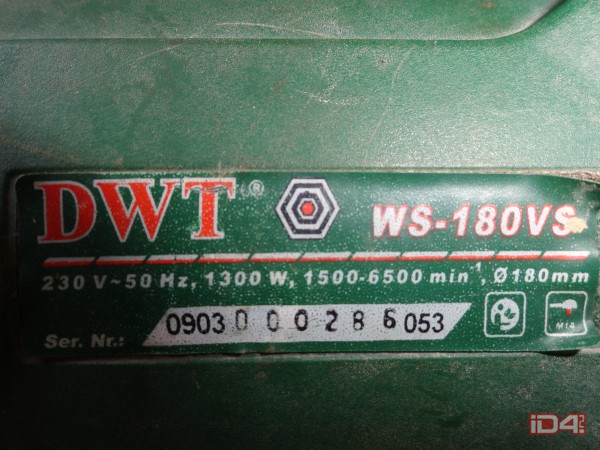 DWT® WS-180VS
230 V~50 Hz, 1300 W, 1500-6500 min⁻¹, Ø180mm
Ser. Nr.: 0903 0 0 0 2 8 6 053
M14
iD4